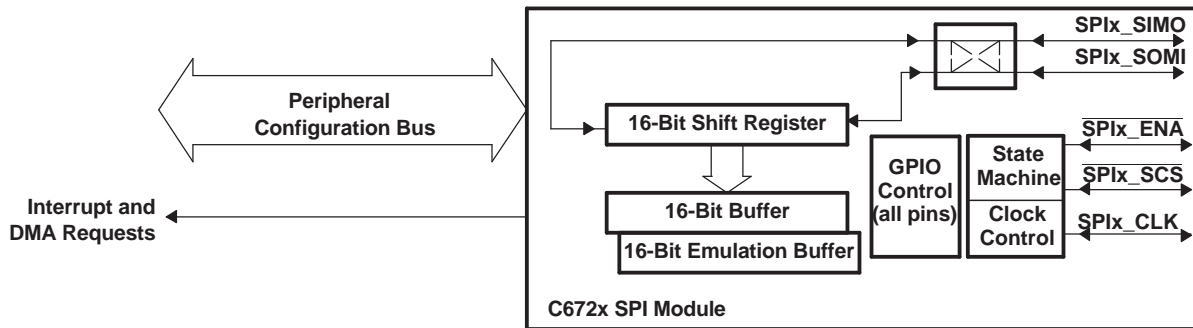 SPIx_SIMO
SPIx_SOMI
Peripheral
Configuration Bus
16-Bit Shift Register
SPIx_ENA
GPIO
Control
(all pins)
State
Machine
SPIx_SCS
Interrupt and
DMA Requests
16-Bit Buffer
Clock
Control
SPIx_CLK
16-Bit Emulation Buffer
C672x SPI Module